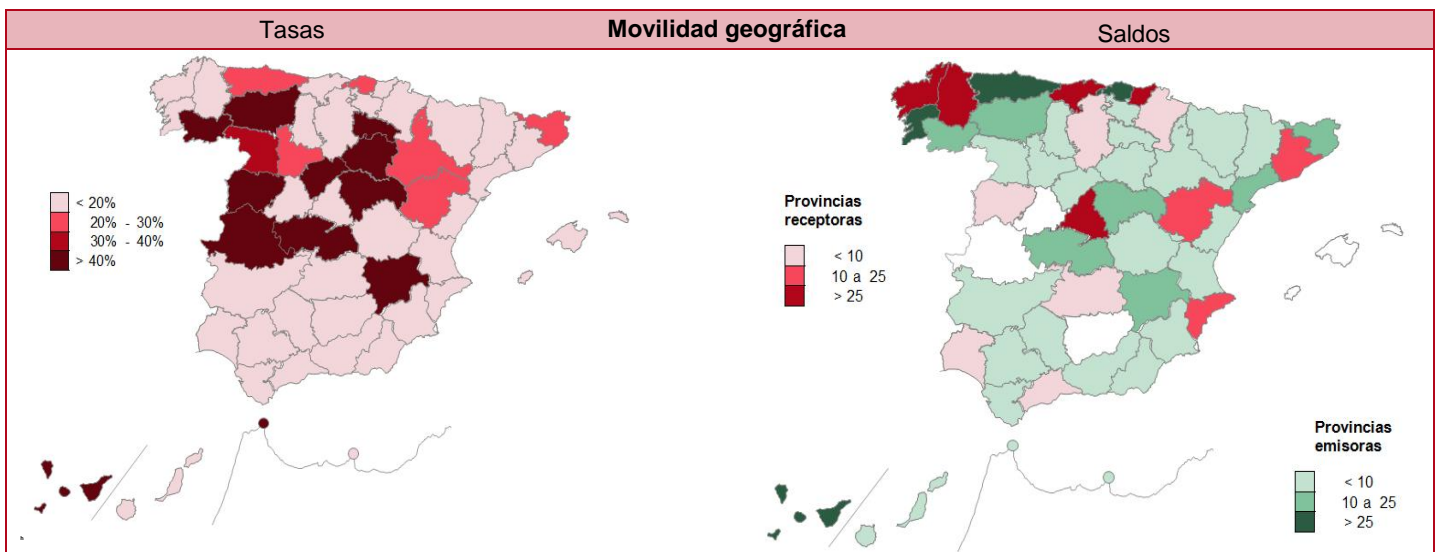 Tasas
Movilidad geográfica
Saldos
< 20%
20% - 30%
30% - 40%
> 40%
Provincias
receptoras
< 10
10 a 25
> 25
Provincias
emisoras
< 10
10 a 25
> 25